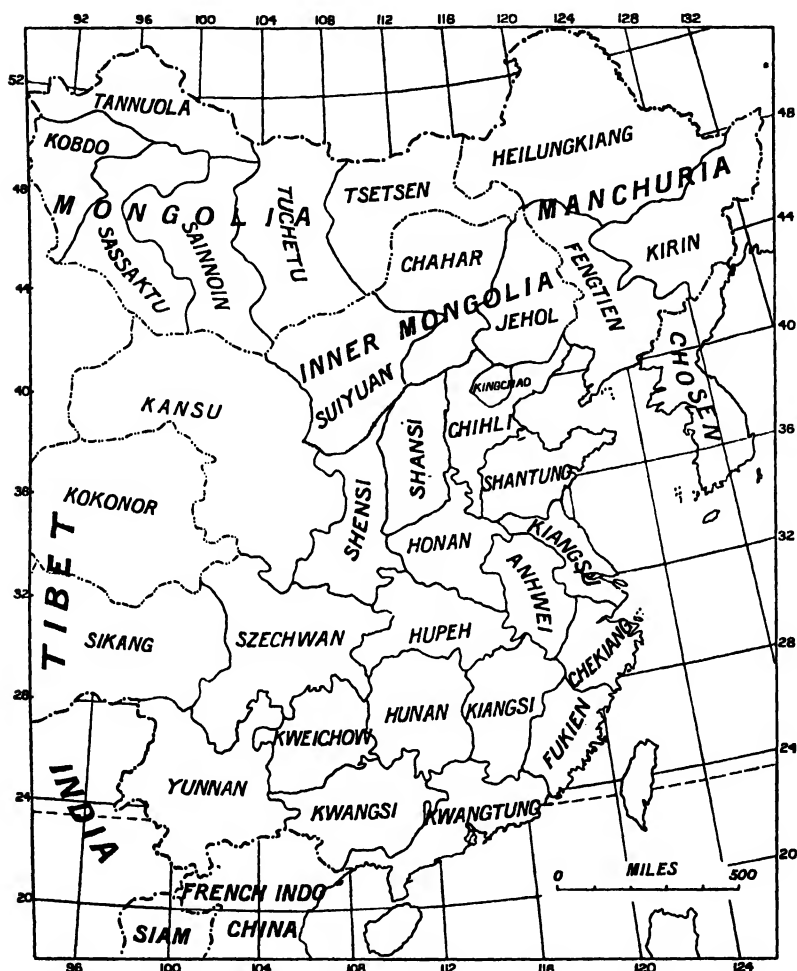 92 96 100 104 108 112 116 120 124 128 132
52
TANNUOLA
48
KOBDO
HEILUNGKIANG
TSETSEN
MANCHURIA
48
MONGOLIA
TUCHETU
SAINNOIN
SASSAKTU
44
CHAHAR
KIRIN
FENGTIEN
44
INNER MONGOLIA
JEHOL
40
CHOSEN
SUIYUAN
KINGCHAO
40
KANSU
CHIHLI
SHANSI
36
SHANTUNG
36
KOKONOR
SHENSI
HONAN
KIANGSU
32
TIBET
ANHWEI
32
SIKANG
SZECHWAN
HUPEH
CHEKIANG
28
28
HUNAN
KIANGSI
KWEICHOW
FUKIEN
24
INDIA
YUNNAN
24
KWANGSI
KWANGTUNG
20
0 MILES 500
20
FRENCH INDO
CHINA
SIAM
96 100 104 108 112 116 120 124